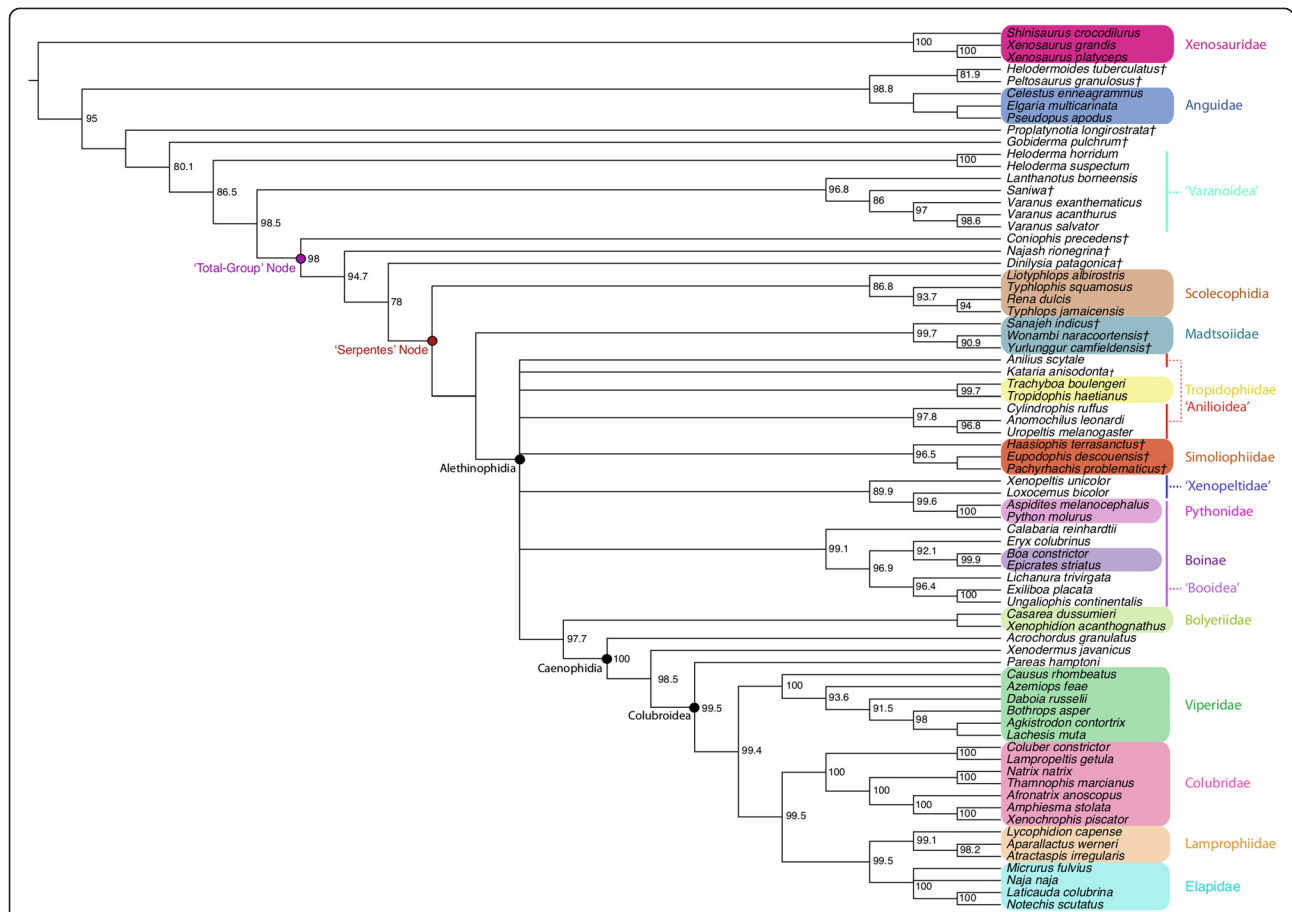 Shinisaurus crocodilurus
100
Xenosaurus grandis
Xenosauridae
100
Xenosaurus platyceps
Helodermoides tuberculatus†
81.9
Peltosaurus granulosus†
98.8
Celestus enneagrammus
Elgaria multicarinata
Anguidae
Pseudopus apodus
95
Proplatynotia longirostrata†
Gobiderma pulchrum†
80.1
Heloderma horridum
100
Heloderma suspectum
86.5
Lanthanotus borneensis
96.8
Saniwa†
'Varanoidea'
86
Varanus exanthematicus
97
Varanus acanthurus
98.6
Varanus salvator
98.5
Coniophis precedens†
98
'Total-Group' Node
Najash rionegrina†
94.7
Dinilysia patagonica†
78
Liotyphlops albirostris
86.8
Typhlophis squamosus
Scolecophidia
93.7
Rena dulcis
94
Typhlops jamaicensis
Sanajeh indicus†
99.7
Wonambi naracoortensis†
Madtsoiidae
90.9
Yurlunggur camfieldensis†
'Serpentes' Node
Anilius scytale
Kataria anisodonta†
Trachyboa boulengeri
Tropidophiidae
99.7
Tropidophis haetianus
Cylindrophis ruffus
'Anilioidea'
97.8
Anomochilus leonardi
96.8
Uropeltis melanogaster
Haasiophis terrasanctus†
96.5
Eupodophis descouensis†
Simoliophiidae
Pachyrhachis problematicus†
Alethinophidia
Xenopeltis unicolor
'Xenopeltidae'
89.9
Loxocemus bicolor
99.6
Aspidites melanocephalus
Pythonidae
100
Python molurus
Calabaria reinhardtii
99.1
Eryx colubrinus
92.1
Boa constrictor
Boinae
99.9
Epicrates striatus
96.9
Lichanura trivirgata
96.4
Exiliboa placata
'Booidea'
100
Ungaliophis continentalis
Casarea dussumieri
Bolyeriidae
Xenophidion acanthognathus
97.7
Acrochordus granulatus
Caenophidia
100
Xenodermus javanicus
98.5
Pareas hamptoni
Causus rhombeatus
100
Azemiops feae
93.6
Daboia russelii
Viperidae
91.5
Bothrops asper
98
Agkistrodon contortrix
Lachesis muta
Colubroidea
99.5
99.4
Coluber constrictor
100
Lampropeltis getula
100
Natrix natrix
100
Thamnophis marcianus
Colubridae
100
Afronatrix anoscopus
100
Amphiesma stolata
100
Xenochrophis piscator
99.5
Lycophidion capense
99.1
Aparallactus werneri
Lamprophiidae
98.2
Atractaspis irregularis
99.5
Micrurus fulvius
Naja naja
100
Elapidae
Laticauda colubrina
100
Notechis scutatus